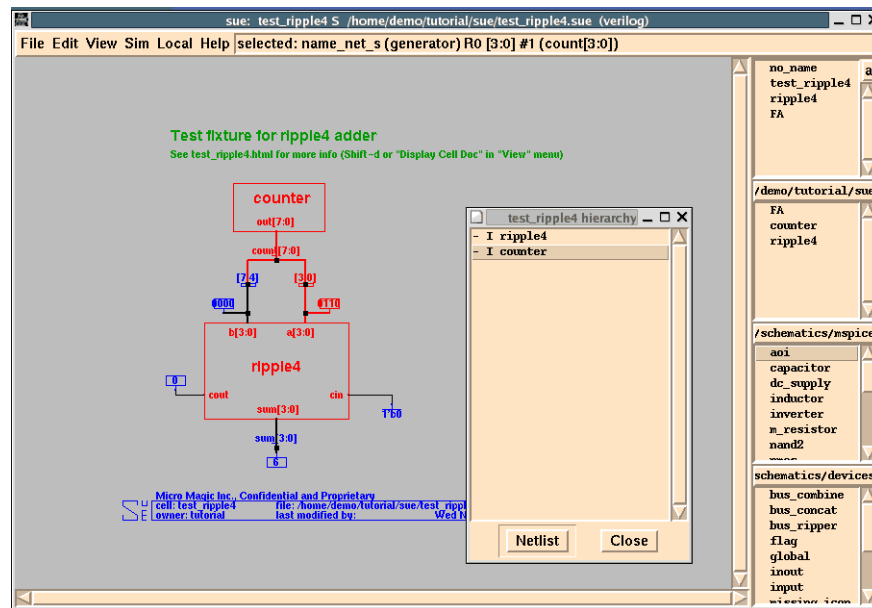 sue: test_ripple4 S /home/demo/tutorial/sue/test_ripple4.sue (verilog)
File Edit View Sim Local Help selected: name_net_s (generator) R0 [3:0] #1 (count[3:0])
Test fixture for ripple4 adder
See test_ripple4.html for more info (Shift-d or "Display Cell Doc" in "View" menu)
counter
out[7:0]
count[7:0]
[7:4] [3:0]
0000 0110
b[3:0] a[3:0]
ripple4
0
cout cin
1'b0
sum[3:0]
sum[3:0]
6
Micro Magic Inc., Confidential and Proprietary
SUE
cell: test_ripple4 file: /home/demo/tutorial/sue/test_rippl
owner: tutorial last modified by: Wed N
test_ripple4 hierarchy
- I ripple4
- I counter
Netlist Close
no_name
test_ripple4
ripple4
FA
a
/demo/tutorial/sue
FA
counter
ripple4
/schematics/mspice
aoi
capacitor
dc_supply
inductor
inverter
m_resistor
nand2
schematics/devices
bus_combine
bus_concat
bus_ripper
flag
global
inout
input
missing_icon